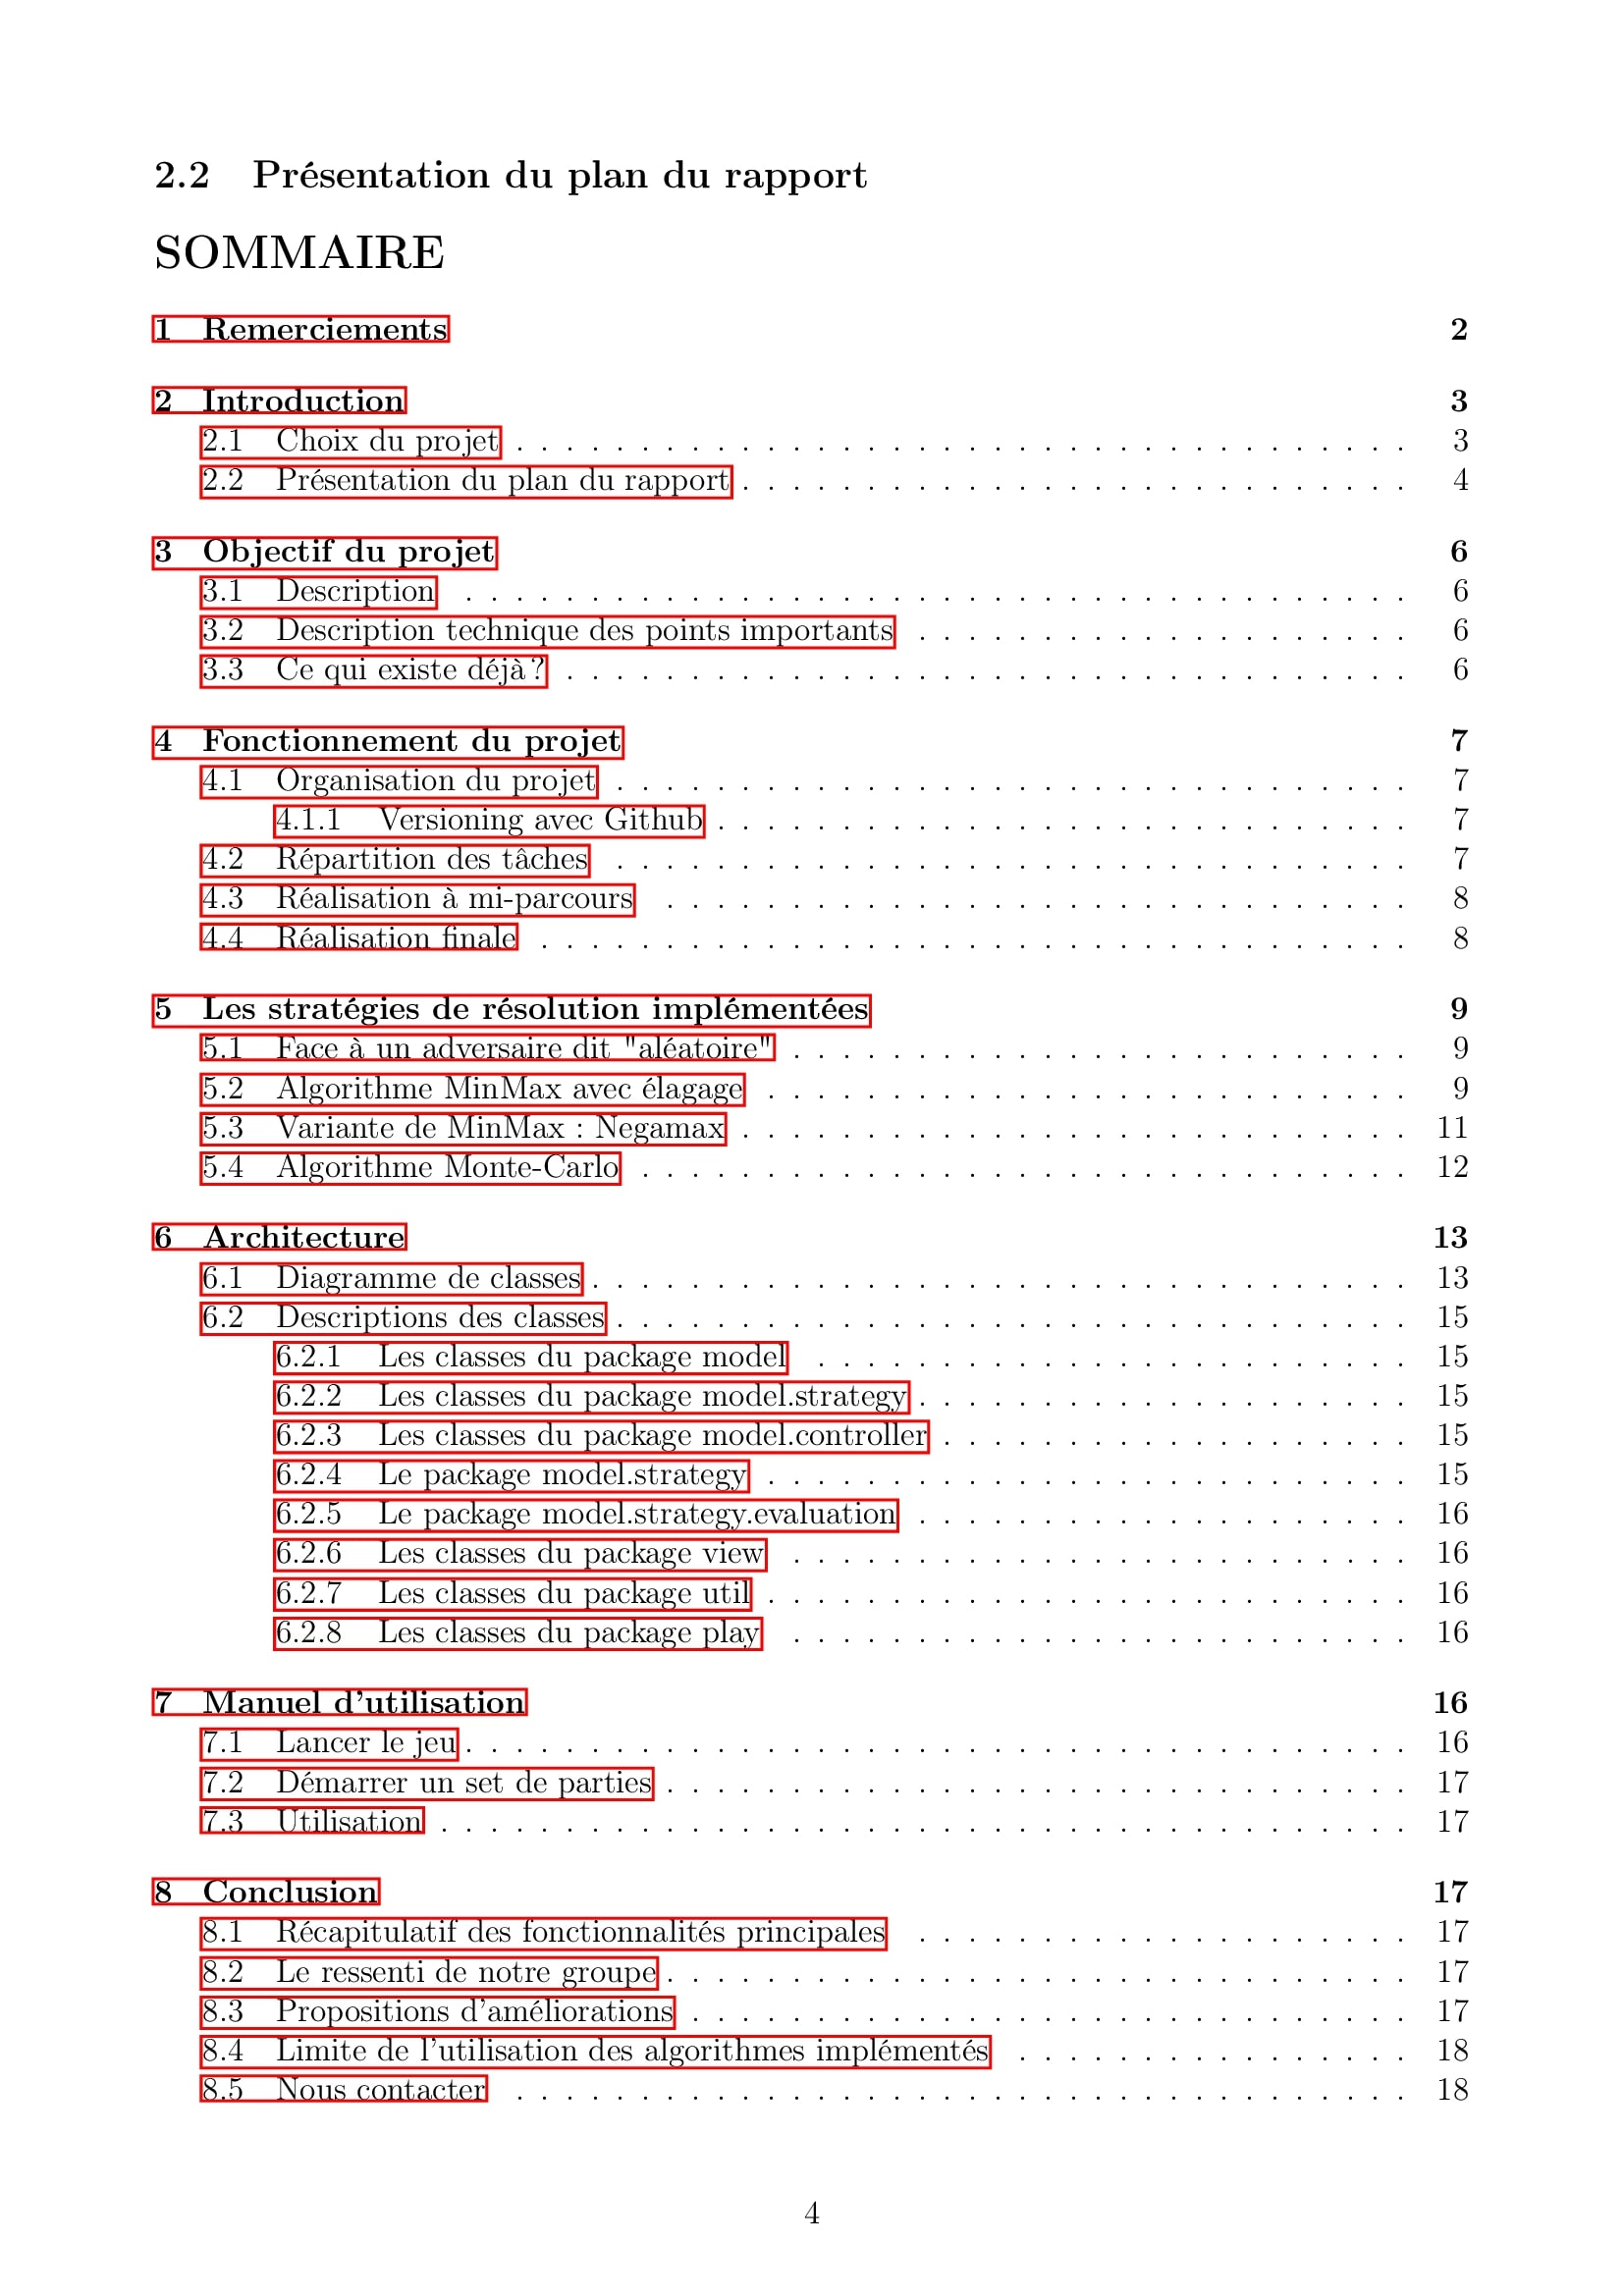 2.2 Présentation du plan du rapport
SOMMAIRE
1 Remerciements 2
2 Introduction 3
2.1 Choix du projet . . . . . . . . . . . . . . . . . . . . . . . . . . . . . . . . . . . . 3
2.2 Présentation du plan du rapport . . . . . . . . . . . . . . . . . . . . . . . . . . . 4
3 Objectif du projet 6
3.1 Description . . . . . . . . . . . . . . . . . . . . . . . . . . . . . . . . . . . . . . 6
3.2 Description technique des points importants . . . . . . . . . . . . . . . . . . . . 6
3.3 Ce qui existe déjà ? . . . . . . . . . . . . . . . . . . . . . . . . . . . . . . . . . . 6
4 Fonctionnement du projet 7
4.1 Organisation du projet . . . . . . . . . . . . . . . . . . . . . . . . . . . . . . . . 7
4.1.1 Versioning avec Github . . . . . . . . . . . . . . . . . . . . . . . . . . . . 7
4.2 Répartition des tâches . . . . . . . . . . . . . . . . . . . . . . . . . . . . . . . . 7
4.3 Réalisation à mi-parcours . . . . . . . . . . . . . . . . . . . . . . . . . . . . . . 8
4.4 Réalisation finale . . . . . . . . . . . . . . . . . . . . . . . . . . . . . . . . . . . 8
5 Les stratégies de résolution implémentées 9
5.1 Face à un adversaire dit "aléatoire" . . . . . . . . . . . . . . . . . . . . . . . . . 9
5.2 Algorithme MinMax avec élagage . . . . . . . . . . . . . . . . . . . . . . . . . . 9
5.3 Variante de MinMax : Negamax . . . . . . . . . . . . . . . . . . . . . . . . . . . 11
5.4 Algorithme Monte-Carlo . . . . . . . . . . . . . . . . . . . . . . . . . . . . . . . 12
6 Architecture 13
6.1 Diagramme de classes . . . . . . . . . . . . . . . . . . . . . . . . . . . . . . . . . 13
6.2 Descriptions des classes . . . . . . . . . . . . . . . . . . . . . . . . . . . . . . . . 15
6.2.1 Les classes du package model . . . . . . . . . . . . . . . . . . . . . . . . 15
6.2.2 Les classes du package model.strategy . . . . . . . . . . . . . . . . . . . . 15
6.2.3 Les classes du package model.controller . . . . . . . . . . . . . . . . . . . 15
6.2.4 Le package model.strategy . . . . . . . . . . . . . . . . . . . . . . . . . . 15
6.2.5 Le package model.strategy.evaluation . . . . . . . . . . . . . . . . . . . . 16
6.2.6 Les classes du package view . . . . . . . . . . . . . . . . . . . . . . . . . 16
6.2.7 Les classes du package util . . . . . . . . . . . . . . . . . . . . . . . . . . 16
6.2.8 Les classes du package play . . . . . . . . . . . . . . . . . . . . . . . . . 16
7 Manuel d'utilisation 16
7.1 Lancer le jeu . . . . . . . . . . . . . . . . . . . . . . . . . . . . . . . . . . . . . . 16
7.2 Démarrer un set de parties . . . . . . . . . . . . . . . . . . . . . . . . . . . . . . 17
7.3 Utilisation . . . . . . . . . . . . . . . . . . . . . . . . . . . . . . . . . . . . . . . 17
8 Conclusion 17
8.1 Récapitulatif des fonctionnalités principales . . . . . . . . . . . . . . . . . . . . 17
8.2 Le ressenti de notre groupe . . . . . . . . . . . . . . . . . . . . . . . . . . . . . . 17
8.3 Propositions d'améliorations . . . . . . . . . . . . . . . . . . . . . . . . . . . . . 17
8.4 Limite de l'utilisation des algorithmes implémentés . . . . . . . . . . . . . . . . 18
8.5 Nous contacter . . . . . . . . . . . . . . . . . . . . . . . . . . . . . . . . . . . . 18
4